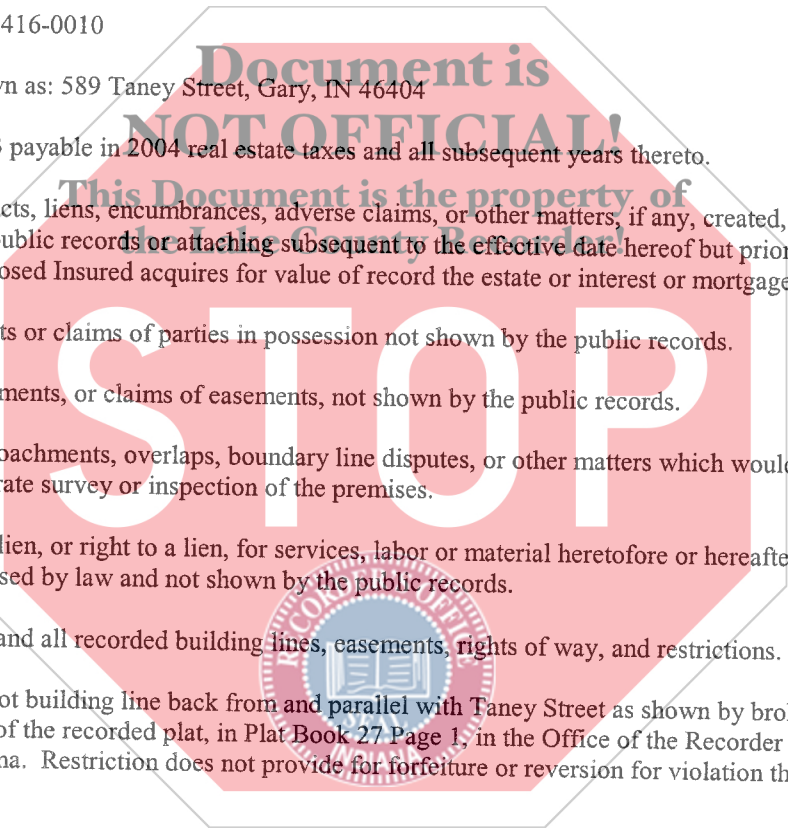 416-0010
Document is
vn as: 589 Taney Street, Gary, IN 46404
NOT OFFICIAL!
payable in 2004 real estate taxes and all subsequent years thereto.
This Document is the property of
cts, liens, encumbrances, adverse claims, or other matters, if any, created,
the Lake County Recorder!
ublic records or attaching subsequent to the effective date hereof but prior
osed Insured acquires for value of record the estate or interest or mortgage
STOP
ts or claims of parties in possession not shown by the public records.
ments, or claims of easements, not shown by the public records.
oachments, overlaps, boundary line disputes, or other matters which would
rate survey or inspection of the premises.
lien, or right to a lien, for services, labor or material heretofore or hereafte
sed by law and not shown by the public records.
and all recorded building lines, easements, rights of way, and restrictions.
ot building line back from and parallel with Taney Street as shown by brok
of the recorded plat, in Plat Book 27 Page 1, in the Office of the Recorder
na. Restriction does not provide for forfeiture or reversion for violation th
RECORDER OFFICE
SEAL
INDIANA